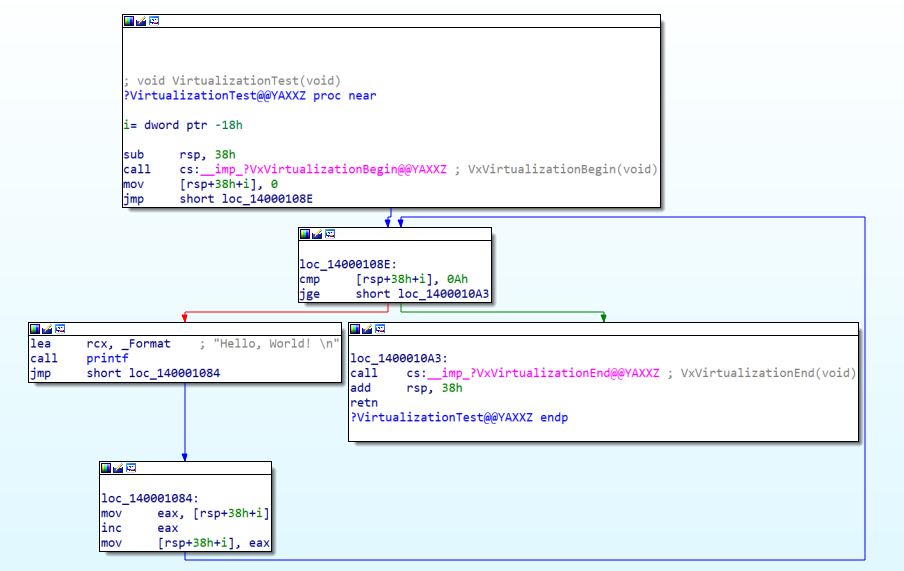 ; void VirtualizationTest(void)
?VirtualizationTest@@YAXXZ proc near
i= dword ptr -18h
sub     rsp, 38h
call    cs:__imp_?VxVirtualizationBegin@@YAXXZ ; VxVirtualizationBegin(void)
mov     [rsp+38h+i], 0
jmp     short loc_14000108E
loc_14000108E:
cmp     [rsp+38h+i], 0Ah
jge     short loc_1400010A3
lea     rcx, _Format    ; "Hello, World! \n"
call    printf
jmp     short loc_140001084
loc_1400010A3:
call    cs:__imp_?VxVirtualizationEnd@@YAXXZ ; VxVirtualizationEnd(void)
add     rsp, 38h
retn
?VirtualizationTest@@YAXXZ endp
loc_140001084:
mov     eax, [rsp+38h+i]
inc     eax
mov     [rsp+38h+i], eax